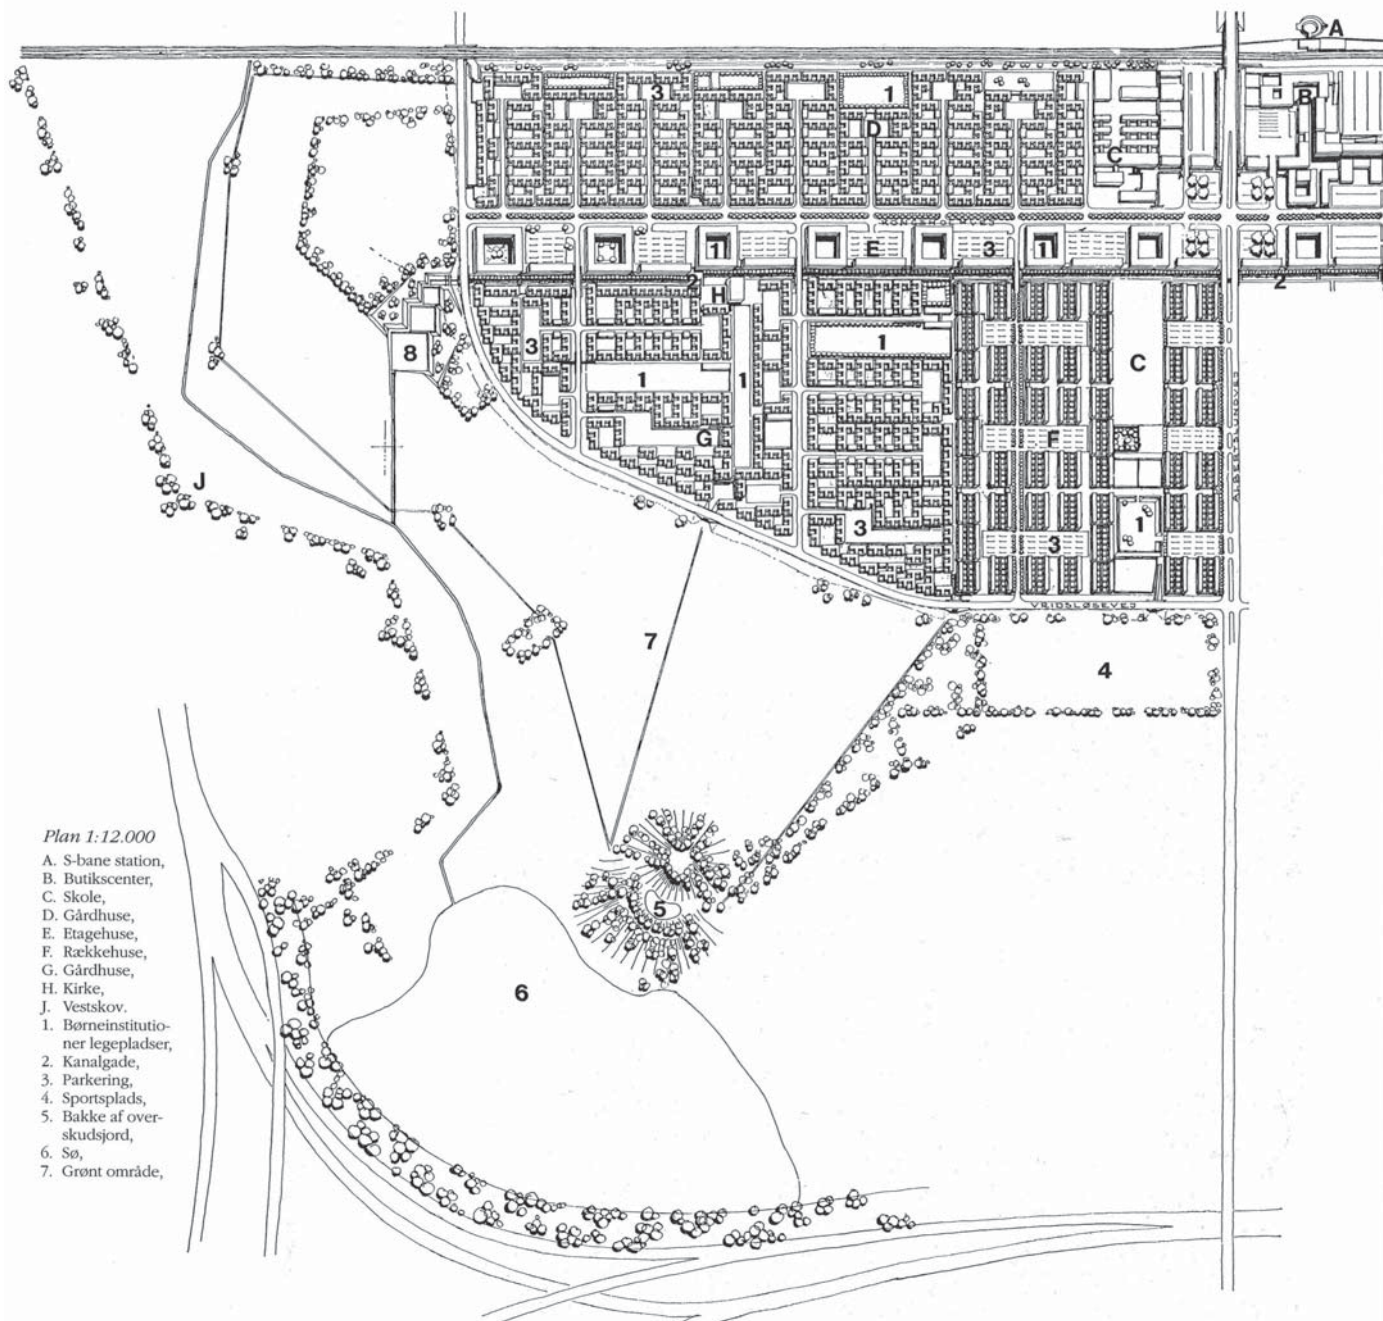 A
B
3
1
D
C
1
E
3
1
2
2
H
8
3
1
1
1
C
G
F
ALBERTSLUNDVEJ
J
3
1
3
VRIDSLØSEVEJ
7
4
5
6
Plan 1:12.000
A. S-bane station,
B. Butikscenter,
C. Skole,
D. Gårdhuse,
E. Etagehuse,
F. Rækkehuse,
G. Gårdhuse,
H. Kirke,
J. Vestskov.
1. Børneinstitutio-
ner legepladser,
2. Kanalgade,
3. Parkering,
4. Sportsplads,
5. Bakke af over-
skudsjord,
6. Sø,
7. Grønt område,